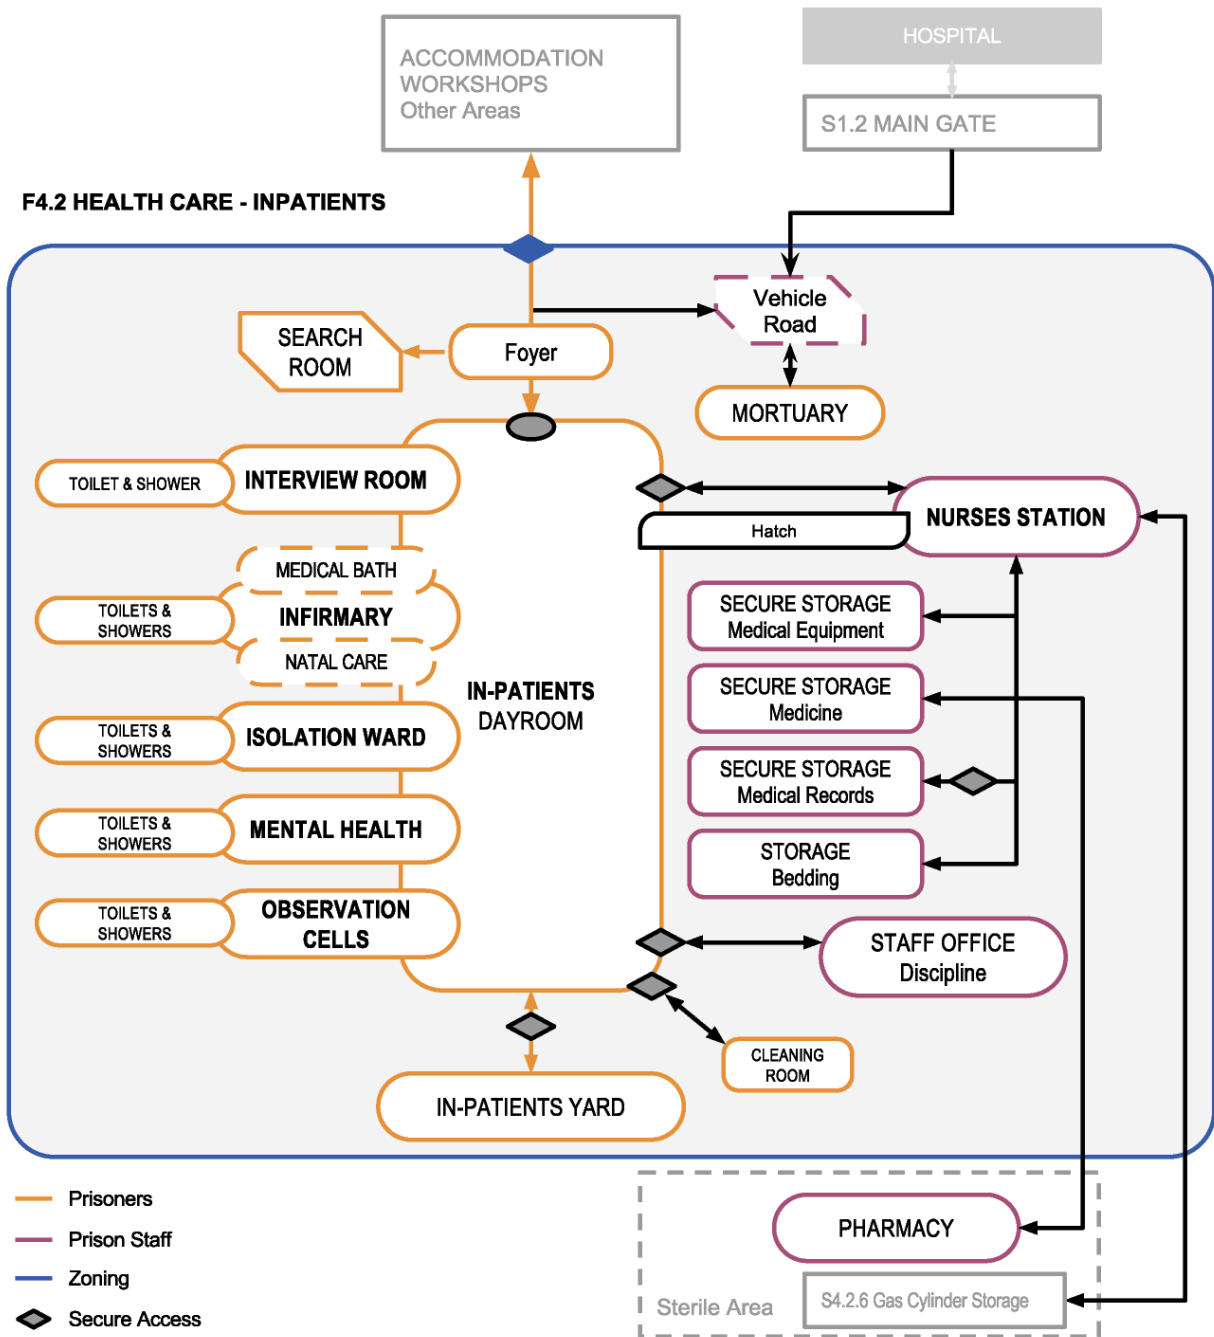 ACCOMMODATION
WORKSHOPS
Other Areas
HOSPITAL
S1.2 MAIN GATE
F4.2 HEALTH CARE - INPATIENTS
Vehicle
Road
SEARCH
ROOM
Foyer
MORTUARY
TOILET & SHOWER
INTERVIEW ROOM
NURSES STATION
Hatch
MEDICAL BATH
TOILETS &
SHOWERS
INFIRMARY
NATAL CARE
SECURE STORAGE
Medical Equipment
IN-PATIENTS
DAYROOM
SECURE STORAGE
Medicine
TOILETS &
SHOWERS
ISOLATION WARD
SECURE STORAGE
Medical Records
TOILETS &
SHOWERS
MENTAL HEALTH
STORAGE
Bedding
TOILETS &
SHOWERS
OBSERVATION
CELLS
STAFF OFFICE
Discipline
CLEANING
ROOM
IN-PATIENTS YARD
Prisoners
Prison Staff
Zoning
Secure Access
PHARMACY
Sterile Area
S4.2.6 Gas Cylinder Storage